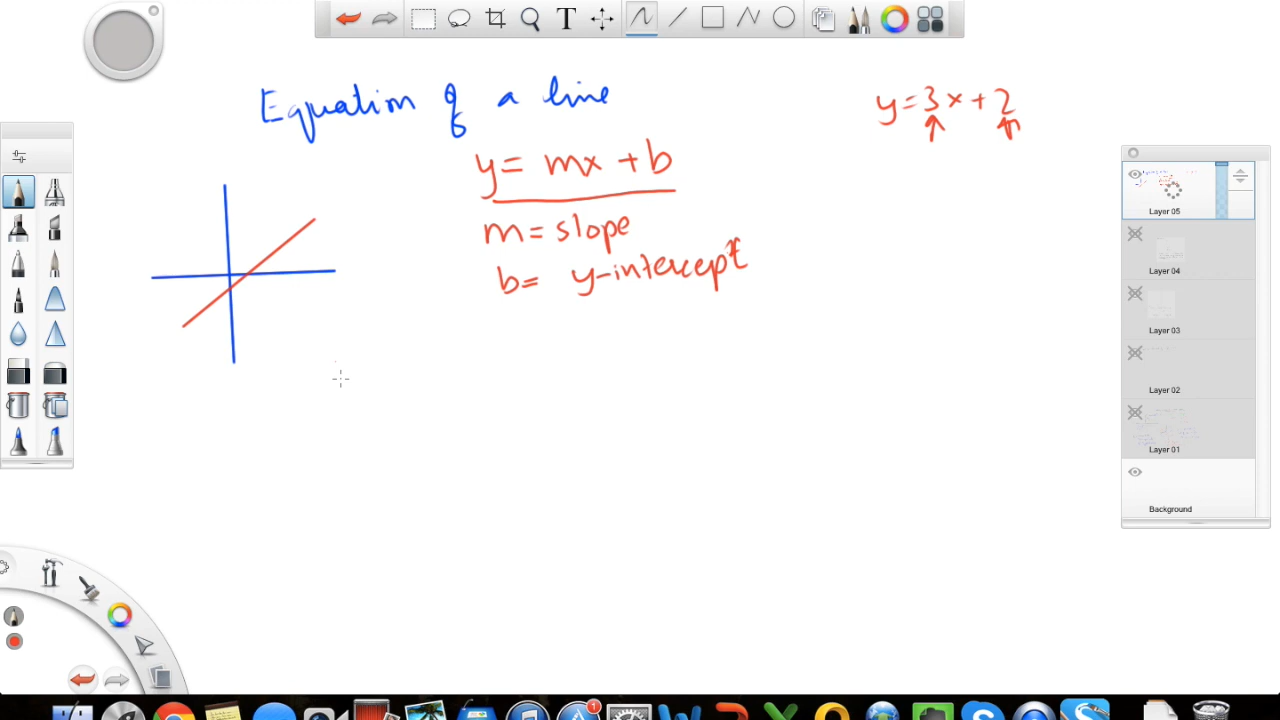 Equation of a line
y = 3x + 2
y = mx + b
m = slope
b = y-intercept
T
Layer 05
Layer 04
Layer 03
Layer 02
Layer 01
Background
1